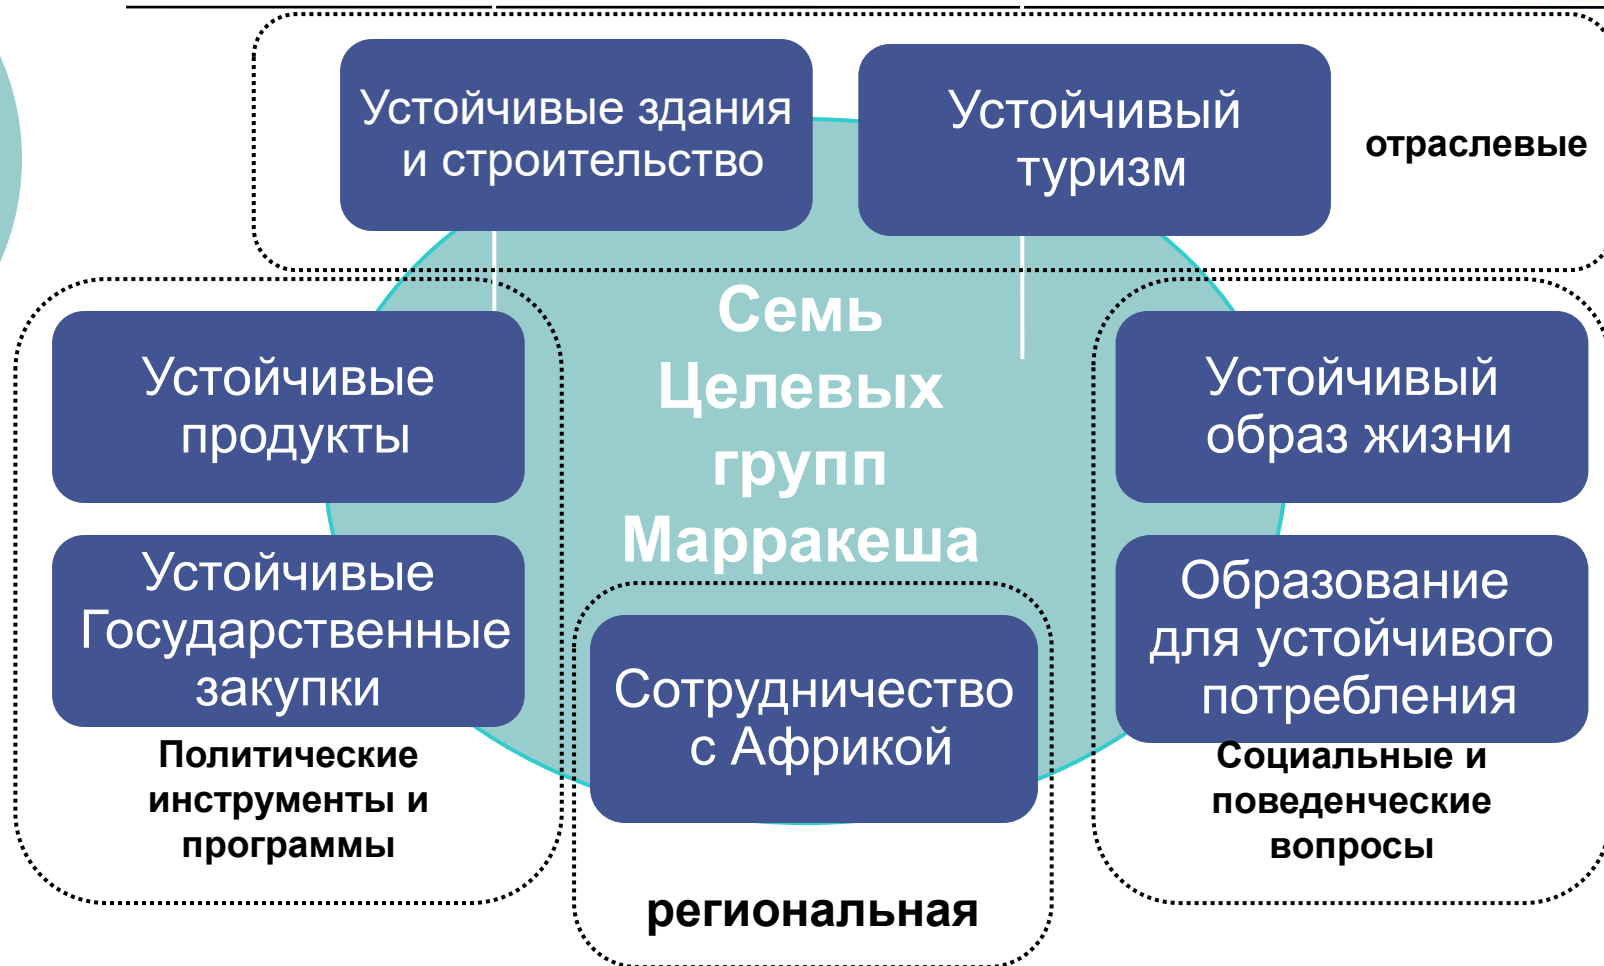 Устойчивые здания
и строительство
Устойчивый
туризм
отраслевые
Семь
Целевых
групп
Марракеша
Устойчивые
продукты
Устойчивые
Государственные
закупки
Политические
инструменты и
программы
Сотрудничество
с Африкой
региональная
Устойчивый
образ жизни
Образование
для устойчивого
потребления
Социальные и
поведенческие
вопросы